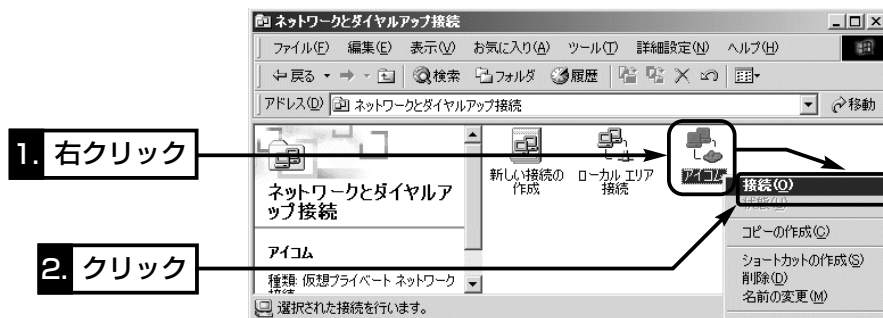 ネットワークとダイヤルアップ接続
ファイル(F) 編集(E) 表示(V) お気に入り(A) ツール(T) 詳細設定(N) ヘルプ(H)
戻る 検索 フォルダ 履歴
アドレス(D) ネットワークとダイヤルアップ接続 移動
1. 右クリック
ネットワークとダイヤルア
ップ接続
アイコム
種類: 仮想プライベート ネットワーク
接続
新しい接続の
作成
ローカル エリア
接続
アイコム
接続(O)
状態(U)
コピーの作成(C)
ショートカットの作成(S)
削除(D)
名前の変更(M)
2. クリック
選択された接続を行います。